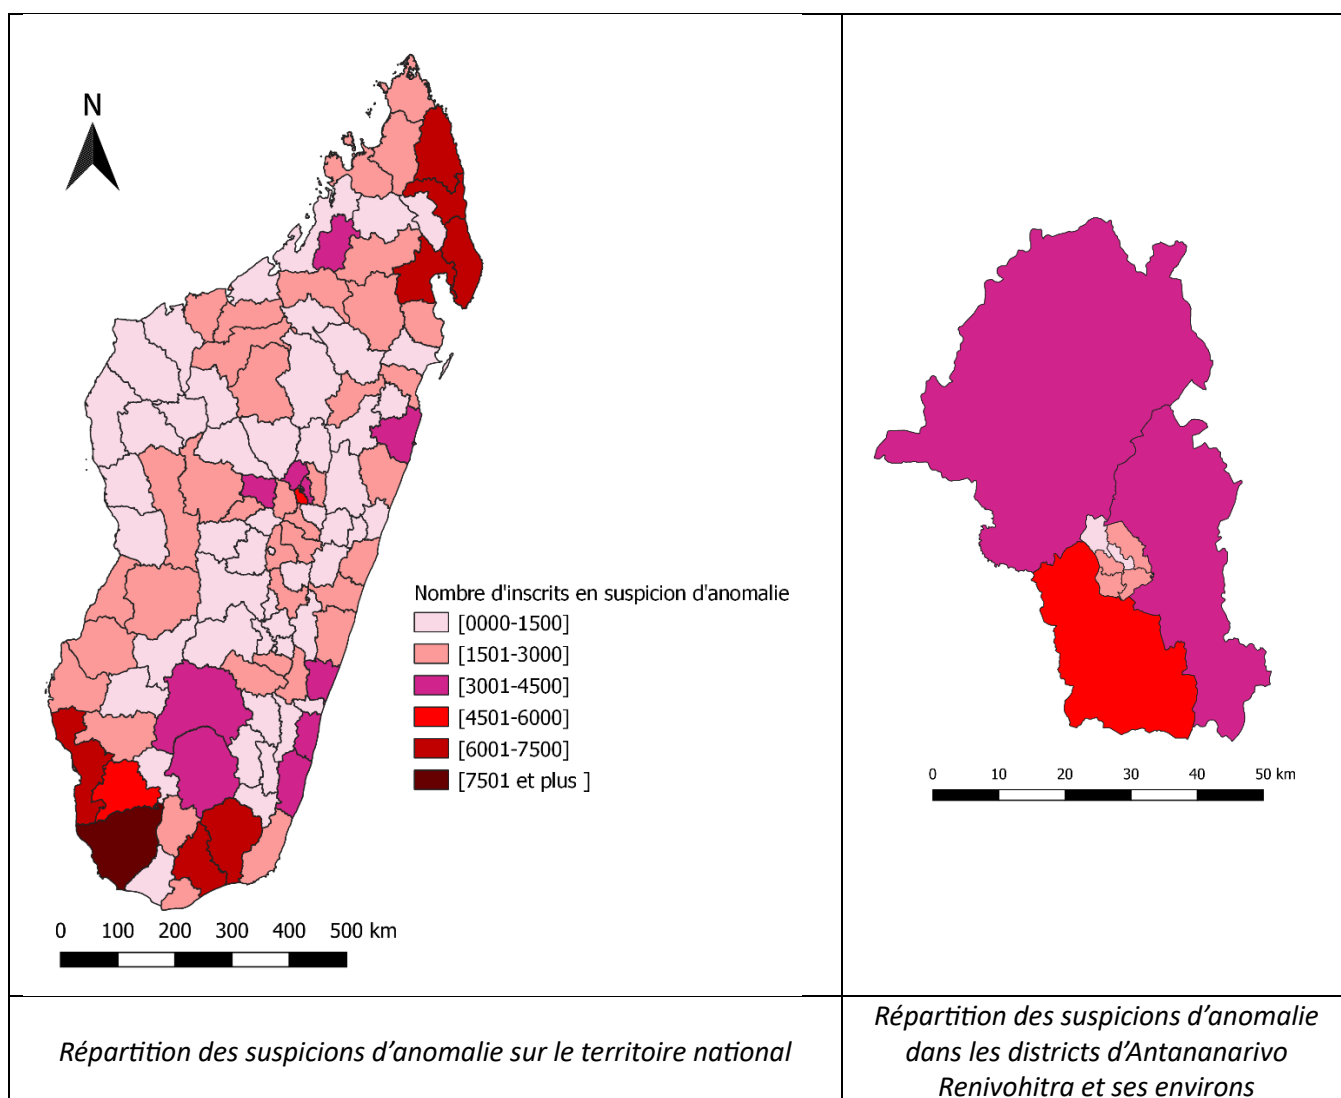 N
Nombre d'inscrits en suspicion d'anomalie
[0000-1500]
[1501-3000]
[3001-4500]
[4501-6000]
[6001-7500]
[7501 et plus ]
0 100 200 300 400 500 km
0 10 20 30 40 50 km
Répartition des suspicions d’anomalie sur le territoire national
Répartition des suspicions d’anomalie
dans les districts d’Antananarivo
Renivohitra et ses environs